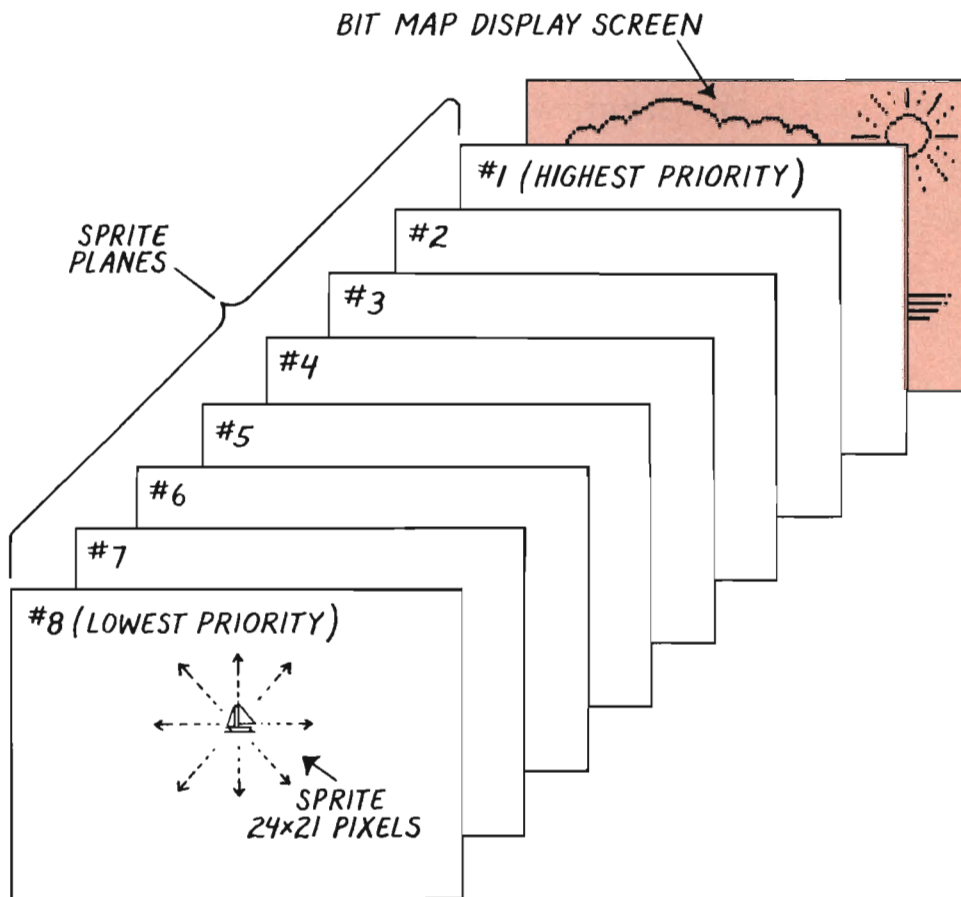 BIT MAP DISPLAY SCREEN
#1 (HIGHEST PRIORITY)
#2
SPRITE
PLANES
#3
#4
#5
#6
#7
#8 (LOWEST PRIORITY)
SPRITE
24×21 PIXELS